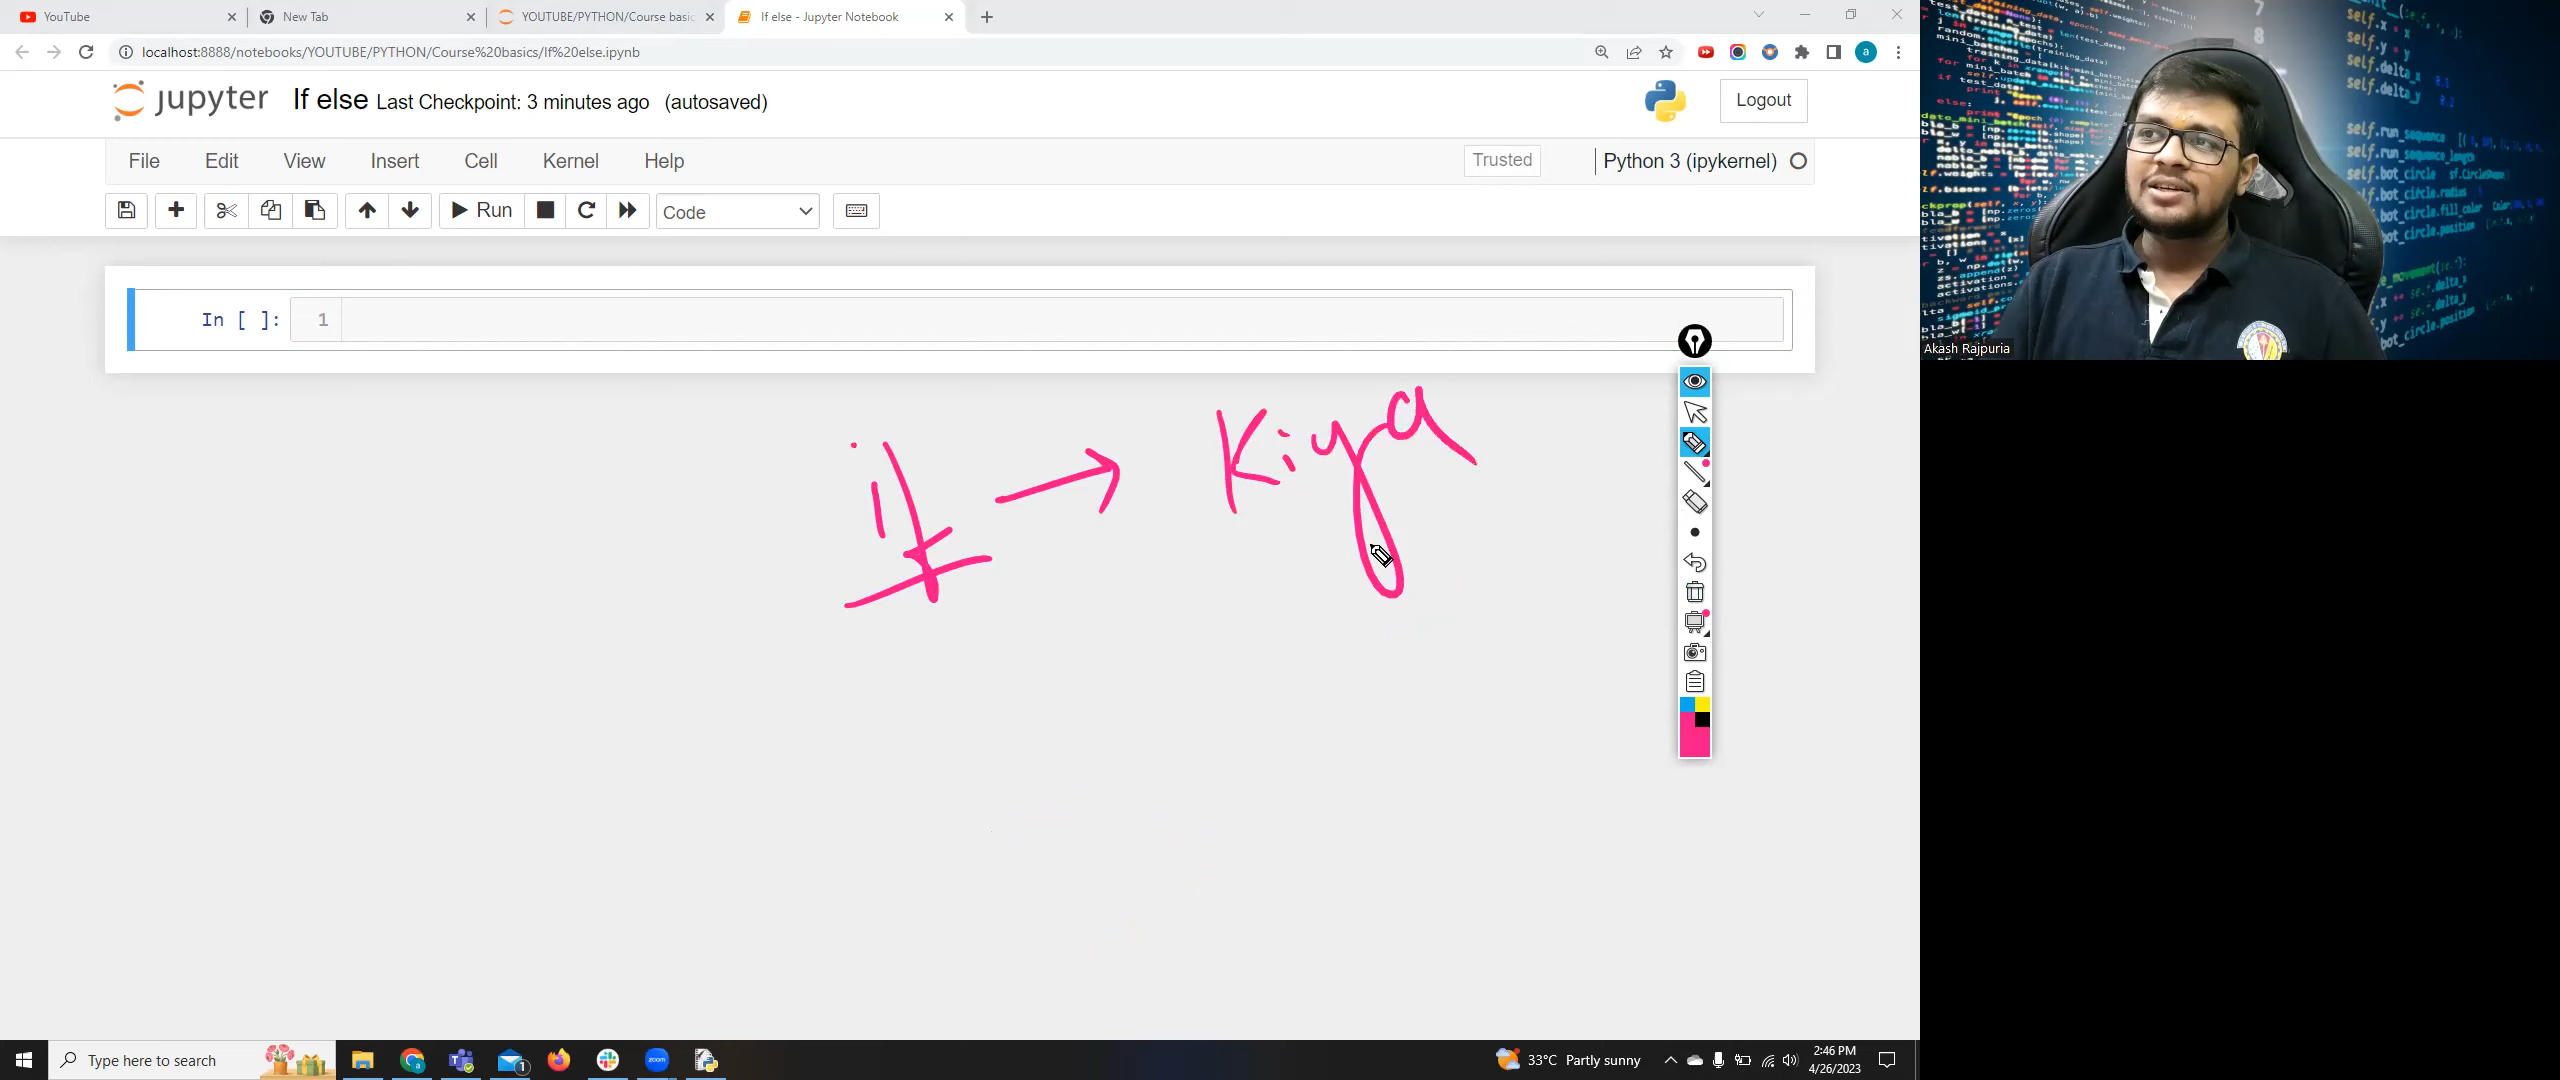 YouTube
New Tab
YOUTUBE/PYTHON/Course basic
If else - Jupyter Notebook
localhost:8888/notebooks/YOUTUBE/PYTHON/Course%20basics/If%20else.ipynb
a
jupyter If else Last Checkpoint: 3 minutes ago (autosaved)
Logout
File Edit View Insert Cell Kernel Help
Trusted
Python 3 (ipykernel)
Run
Code
In [ ]: 1
if → Kiya
Akash Rajpuria
Type here to search
zoom
1
33°C Partly sunny
2:46 PM
4/26/2023